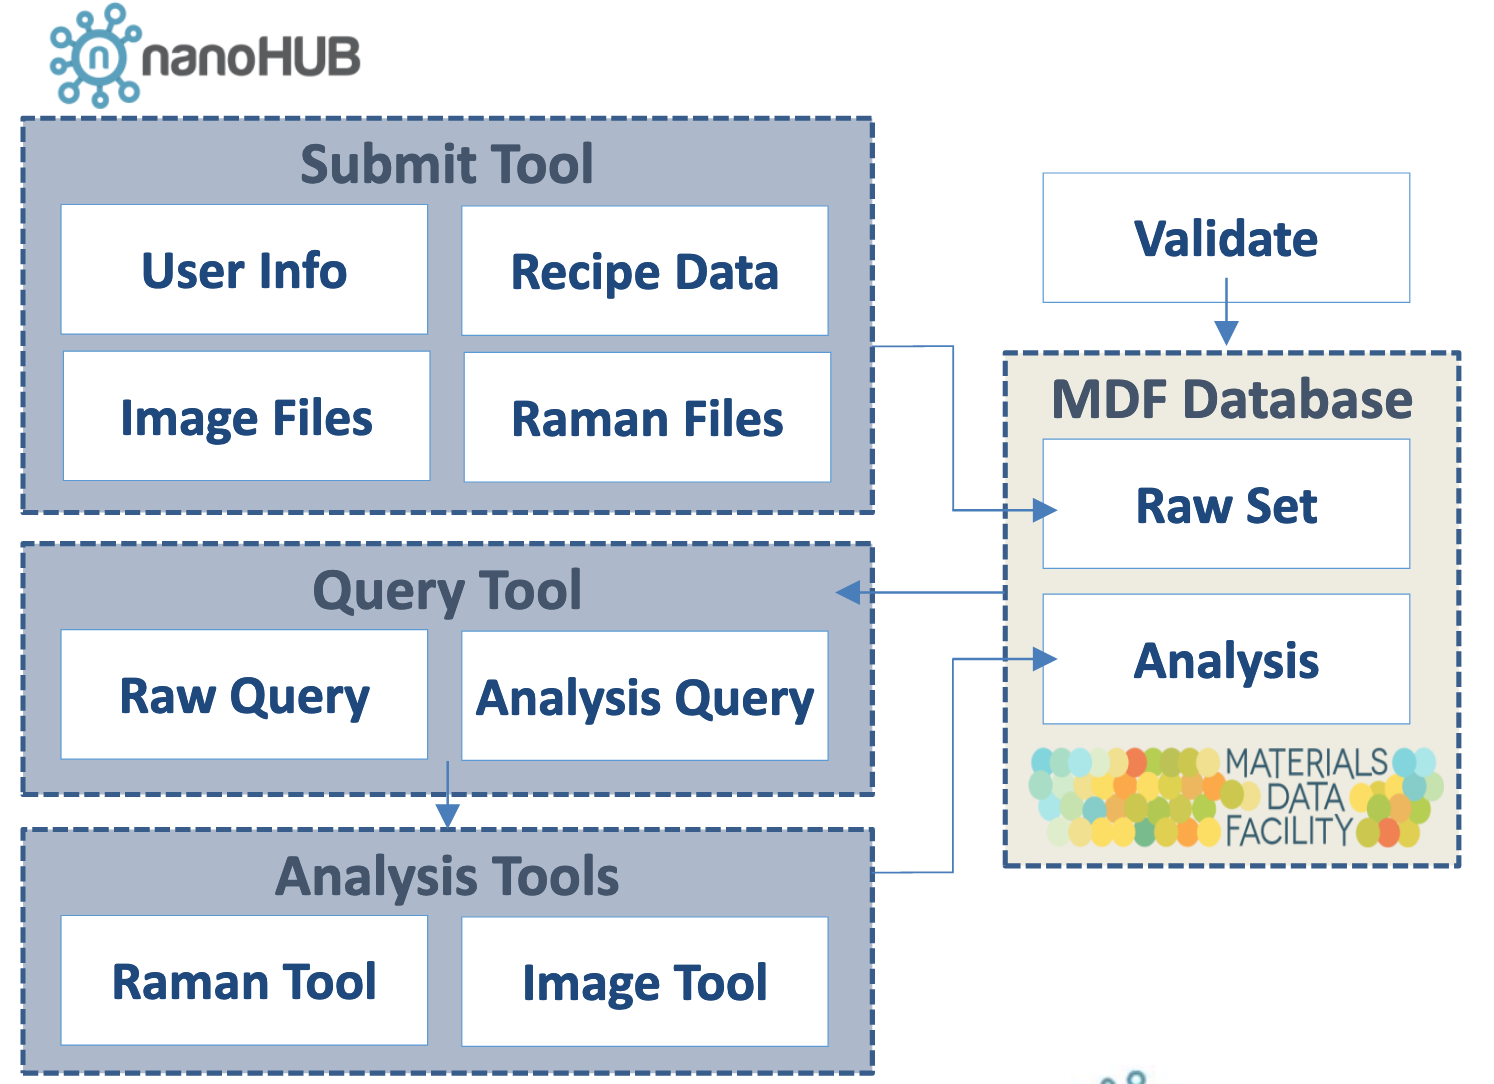 n nanoHUB
Submit Tool
User Info
Recipe Data
Image Files
Raman Files
Query Tool
Raw Query
Analysis Query
Analysis Tools
Raman Tool
Image Tool
Validate
MDF Database
Raw Set
Analysis
MATERIALS
DATA
FACILITY